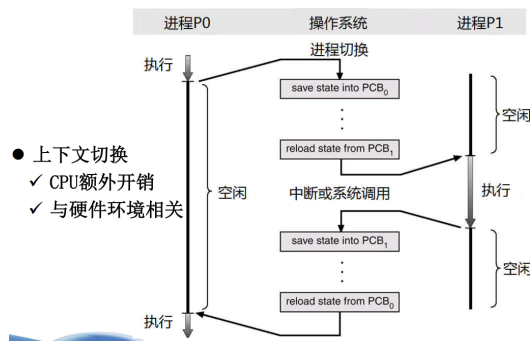 进程P0 操作系统 进程P1
进程切换
执行
save state into PCB₀
空闲
reload state from PCB₁
● 上下文切换
✓ CPU额外开销
✓ 与硬件环境相关
空闲
中断或系统调用
执行
save state into PCB₁
空闲
reload state from PCB₀
执行